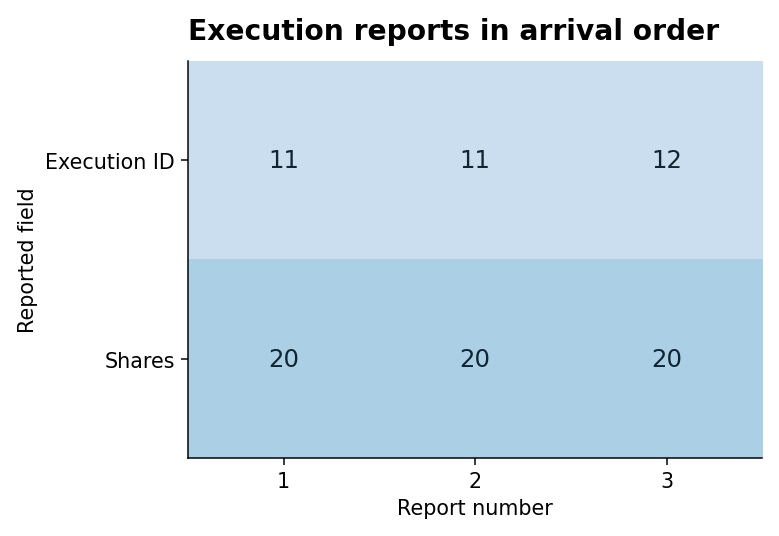 Execution reports in arrival order
Reported field
Execution ID 11 11 12
Shares 20 20 20
1 2 3
Report number